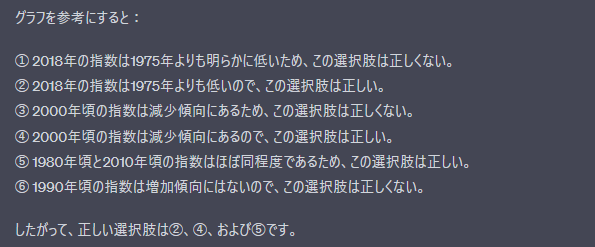 グラフを参考にすると：
① 2018年の指数は1975年よりも明らかに低いため、この選択肢は正しくない。
② 2018年の指数は1975年よりも低いので、この選択肢は正しい。
③ 2000年頃の指数は減少傾向にあるため、この選択肢は正しくない。
④ 2000年頃の指数は減少傾向にあるので、この選択肢は正しい。
⑤ 1980年頃と2010年頃の指数はほぼ同程度であるため、この選択肢は正しい。
⑥ 1990年頃の指数は増加傾向にはないので、この選択肢は正しくない。
したがって、正しい選択肢は②、④、および⑤です。